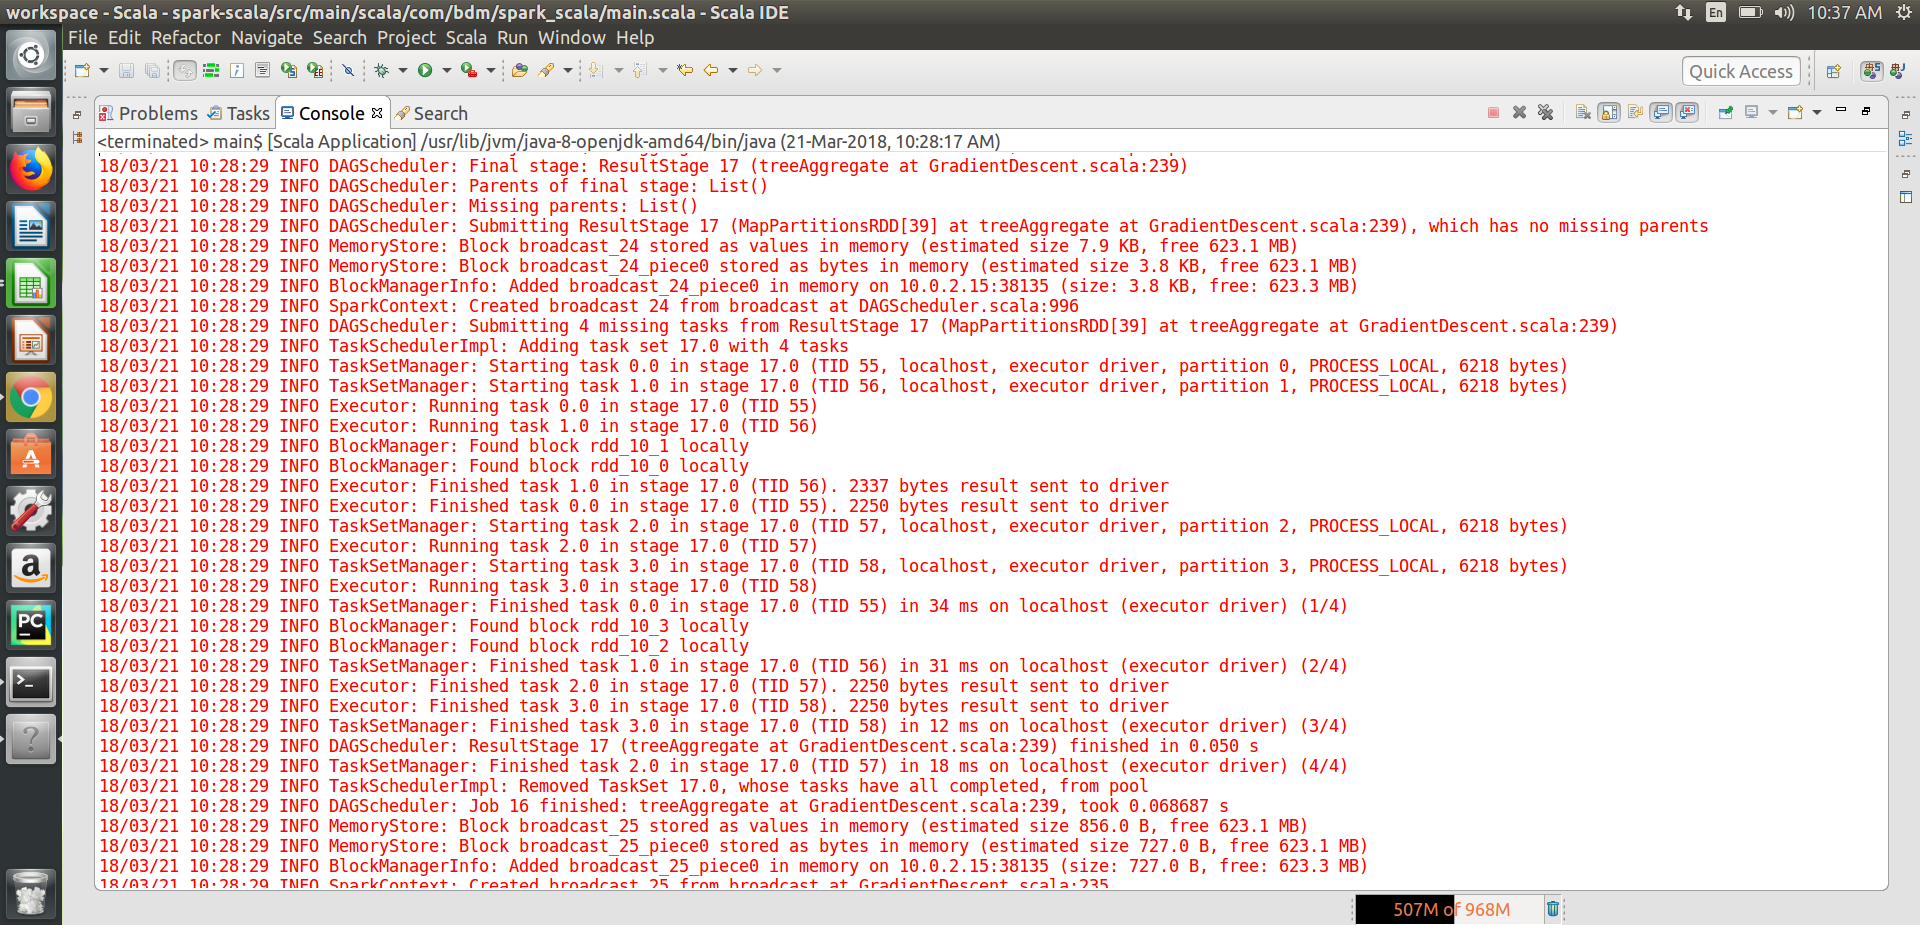 workspace - Scala - spark-scala/src/main/scala/com/bdm/spark_scala/main.scala - Scala IDE
En
10:37 AM
File Edit Refactor Navigate Search Project Scala Run Window Help
Quick Access
Problems Tasks Console Search
<terminated> main$ [Scala Application] /usr/lib/jvm/java-8-openjdk-amd64/bin/java (21-Mar-2018, 10:28:17 AM)
18/03/21 10:28:29 INFO DAGScheduler: Final stage: ResultStage 17 (treeAggregate at GradientDescent.scala:239)
18/03/21 10:28:29 INFO DAGScheduler: Parents of final stage: List()
18/03/21 10:28:29 INFO DAGScheduler: Missing parents: List()
18/03/21 10:28:29 INFO DAGScheduler: Submitting ResultStage 17 (MapPartitionsRDD[39] at treeAggregate at GradientDescent.scala:239), which has no missing parents
18/03/21 10:28:29 INFO MemoryStore: Block broadcast_24 stored as values in memory (estimated size 7.9 KB, free 623.1 MB)
18/03/21 10:28:29 INFO MemoryStore: Block broadcast_24_piece0 stored as bytes in memory (estimated size 3.8 KB, free 623.1 MB)
18/03/21 10:28:29 INFO BlockManagerInfo: Added broadcast_24_piece0 in memory on 10.0.2.15:38135 (size: 3.8 KB, free: 623.3 MB)
18/03/21 10:28:29 INFO SparkContext: Created broadcast 24 from broadcast at DAGScheduler.scala:996
18/03/21 10:28:29 INFO DAGScheduler: Submitting 4 missing tasks from ResultStage 17 (MapPartitionsRDD[39] at treeAggregate at GradientDescent.scala:239)
18/03/21 10:28:29 INFO TaskSchedulerImpl: Adding task set 17.0 with 4 tasks
18/03/21 10:28:29 INFO TaskSetManager: Starting task 0.0 in stage 17.0 (TID 55, localhost, executor driver, partition 0, PROCESS_LOCAL, 6218 bytes)
18/03/21 10:28:29 INFO TaskSetManager: Starting task 1.0 in stage 17.0 (TID 56, localhost, executor driver, partition 1, PROCESS_LOCAL, 6218 bytes)
18/03/21 10:28:29 INFO Executor: Running task 0.0 in stage 17.0 (TID 55)
18/03/21 10:28:29 INFO Executor: Running task 1.0 in stage 17.0 (TID 56)
18/03/21 10:28:29 INFO BlockManager: Found block rdd_10_1 locally
18/03/21 10:28:29 INFO BlockManager: Found block rdd_10_0 locally
18/03/21 10:28:29 INFO Executor: Finished task 1.0 in stage 17.0 (TID 56). 2337 bytes result sent to driver
18/03/21 10:28:29 INFO Executor: Finished task 0.0 in stage 17.0 (TID 55). 2250 bytes result sent to driver
18/03/21 10:28:29 INFO TaskSetManager: Starting task 2.0 in stage 17.0 (TID 57, localhost, executor driver, partition 2, PROCESS_LOCAL, 6218 bytes)
18/03/21 10:28:29 INFO Executor: Running task 2.0 in stage 17.0 (TID 57)
18/03/21 10:28:29 INFO TaskSetManager: Starting task 3.0 in stage 17.0 (TID 58, localhost, executor driver, partition 3, PROCESS_LOCAL, 6218 bytes)
18/03/21 10:28:29 INFO Executor: Running task 3.0 in stage 17.0 (TID 58)
18/03/21 10:28:29 INFO TaskSetManager: Finished task 0.0 in stage 17.0 (TID 55) in 34 ms on localhost (executor driver) (1/4)
18/03/21 10:28:29 INFO BlockManager: Found block rdd_10_3 locally
18/03/21 10:28:29 INFO BlockManager: Found block rdd_10_2 locally
18/03/21 10:28:29 INFO TaskSetManager: Finished task 1.0 in stage 17.0 (TID 56) in 31 ms on localhost (executor driver) (2/4)
18/03/21 10:28:29 INFO Executor: Finished task 2.0 in stage 17.0 (TID 57). 2250 bytes result sent to driver
18/03/21 10:28:29 INFO Executor: Finished task 3.0 in stage 17.0 (TID 58). 2250 bytes result sent to driver
18/03/21 10:28:29 INFO TaskSetManager: Finished task 3.0 in stage 17.0 (TID 58) in 12 ms on localhost (executor driver) (3/4)
18/03/21 10:28:29 INFO DAGScheduler: ResultStage 17 (treeAggregate at GradientDescent.scala:239) finished in 0.050 s
18/03/21 10:28:29 INFO TaskSetManager: Finished task 2.0 in stage 17.0 (TID 57) in 18 ms on localhost (executor driver) (4/4)
18/03/21 10:28:29 INFO TaskSchedulerImpl: Removed TaskSet 17.0, whose tasks have all completed, from pool
18/03/21 10:28:29 INFO DAGScheduler: Job 16 finished: treeAggregate at GradientDescent.scala:239, took 0.068687 s
18/03/21 10:28:29 INFO MemoryStore: Block broadcast_25 stored as values in memory (estimated size 856.0 B, free 623.1 MB)
18/03/21 10:28:29 INFO MemoryStore: Block broadcast_25_piece0 stored as bytes in memory (estimated size 727.0 B, free 623.1 MB)
18/03/21 10:28:29 INFO BlockManagerInfo: Added broadcast_25_piece0 in memory on 10.0.2.15:38135 (size: 727.0 B, free: 623.3 MB)
18/03/21 10:28:29 INFO SparkContext: Created broadcast 25 from broadcast at GradientDescent.scala:235
507M of 968M